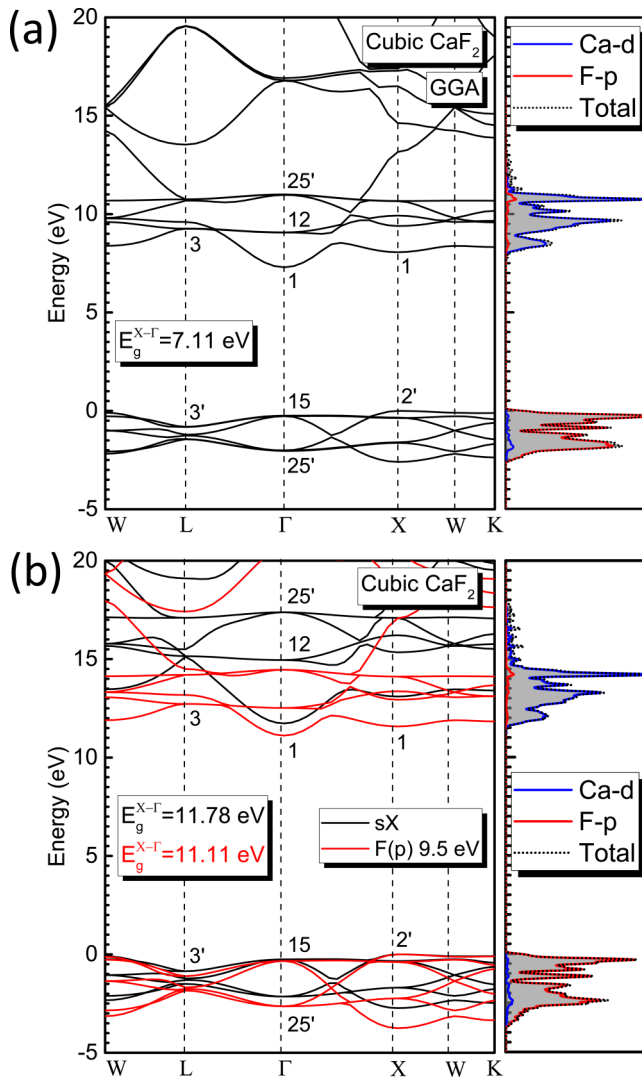 (a)
20
15
10
5
0
-5
Energy (eV)
Cubic CaF₂
GGA
25'
12
3
1
1
E_g^{X-Γ}=7.11 eV
3'
15
2'
25'
W L Γ X W K
Ca-d
F-p
Total
(b)
20
15
10
5
0
-5
Energy (eV)
Cubic CaF₂
25'
12
3
1
1
E_g^{X-Γ}=11.78 eV
E_g^{X-Γ}=11.11 eV
sX
F(p) 9.5 eV
3'
15
2'
25'
W L Γ X W K
Ca-d
F-p
Total